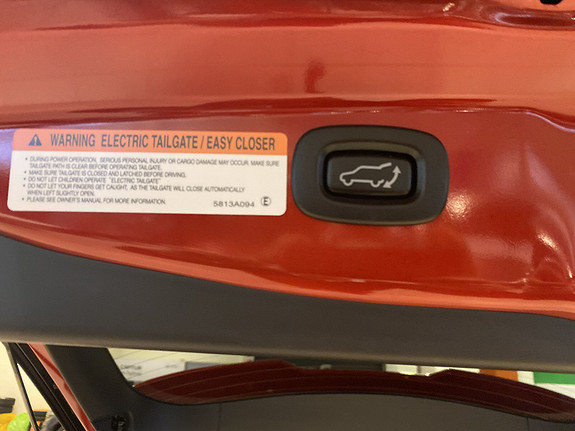 WARNING ELECTRIC TAILGATE / EASY CLOSER
• DURING POWER OPERATION, SERIOUS PERSONAL INJURY OR CARGO DAMAGE MAY OCCUR. MAKE SURE
TAILGATE PATH IS CLEAR BEFORE OPERATING TAILGATE.
• MAKE SURE TAILGATE IS CLOSED AND LATCHED BEFORE DRIVING.
• DO NOT LET CHILDREN OPERATE "ELECTRIC TAILGATE"
• DO NOT LET YOUR FINGERS GET CAUGHT, AS THE TAILGATE WILL CLOSE AUTOMATICALLY
WHEN LEFT SLIGHTLY OPEN.
• PLEASE SEE OWNER'S MANUAL FOR MORE INFORMATION.
5813A094 E